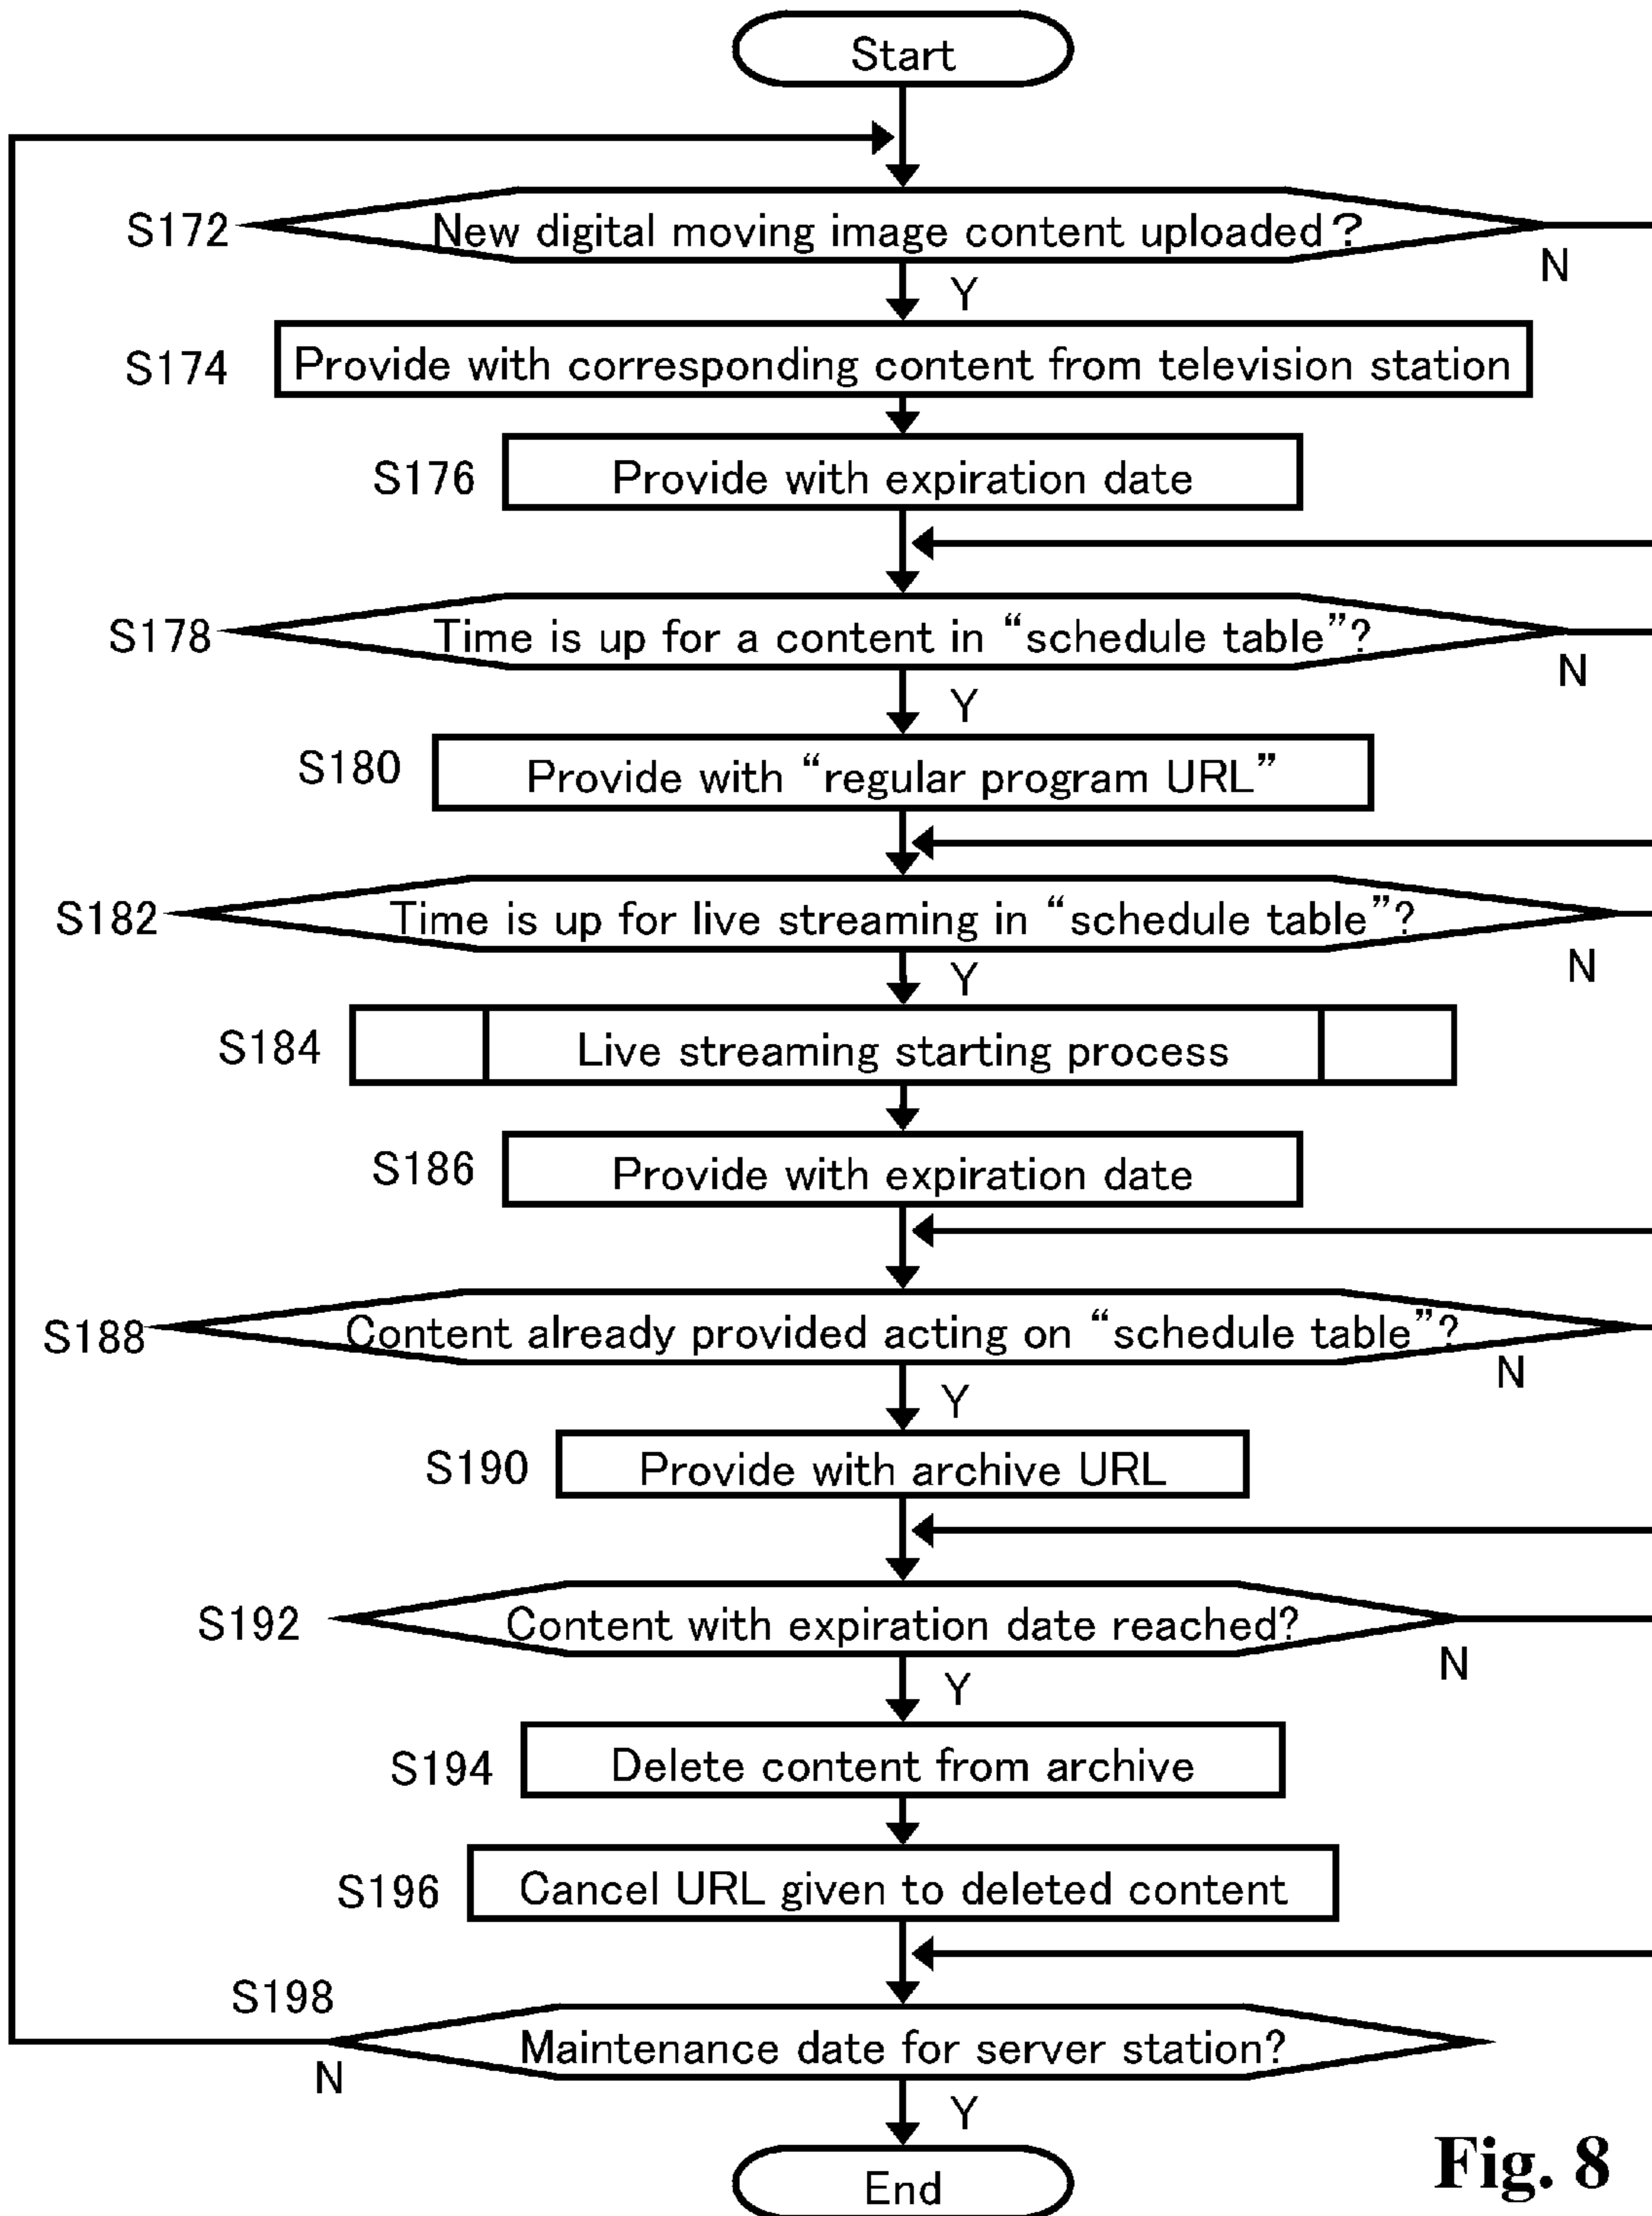 Start
S172
New digital moving image content uploaded?
N
Y
S174
Provide with corresponding content from television station
S176
Provide with expiration date
S178
Time is up for a content in “schedule table”?
N
Y
S180
Provide with “regular program URL”
S182
Time is up for live streaming in “schedule table”?
N
Y
S184
Live streaming starting process
S186
Provide with expiration date
S188
Content already provided acting on “schedule table”?
N
Y
S190
Provide with archive URL
S192
Content with expiration date reached?
N
Y
S194
Delete content from archive
S196
Cancel URL given to deleted content
S198
Maintenance date for server station?
N
Y
End
Fig. 8